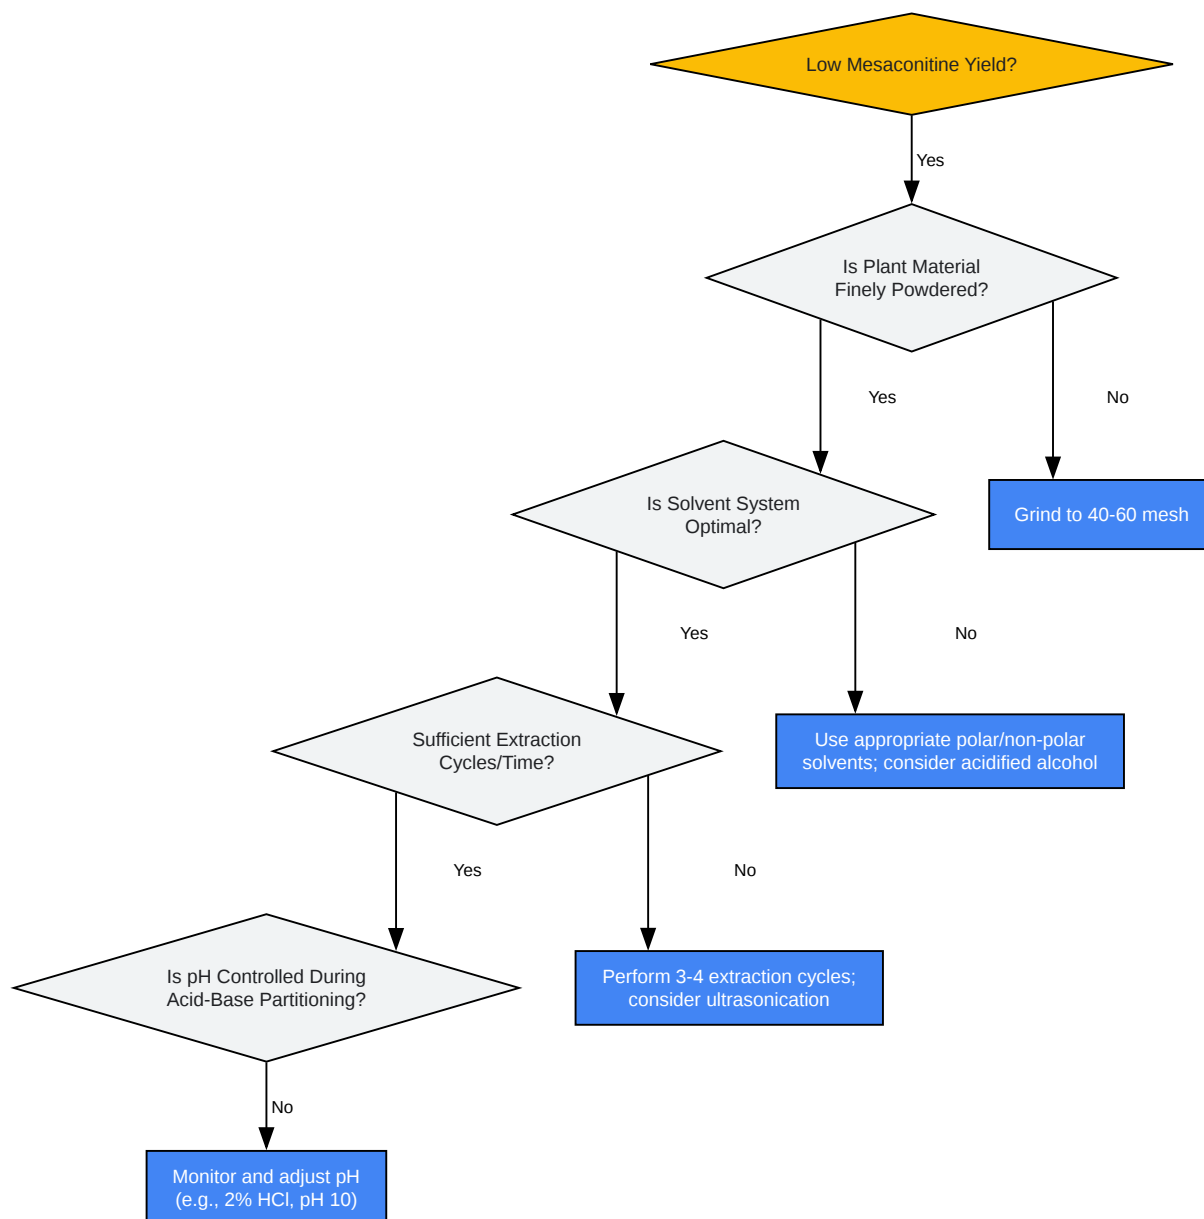 Low Mesaconitine Yield?
Yes
Is Plant Material
Finely Powdered?
Yes
No
Is Solvent System
Optimal?
Grind to 40-60 mesh
Yes
No
Sufficient Extraction
Cycles/Time?
Use appropriate polar/non-polar
solvents; consider acidified alcohol
Yes
No
Is pH Controlled During
Acid-Base Partitioning?
Perform 3-4 extraction cycles;
consider ultrasonication
No
Monitor and adjust pH
(e.g., 2% HCl, pH 10)